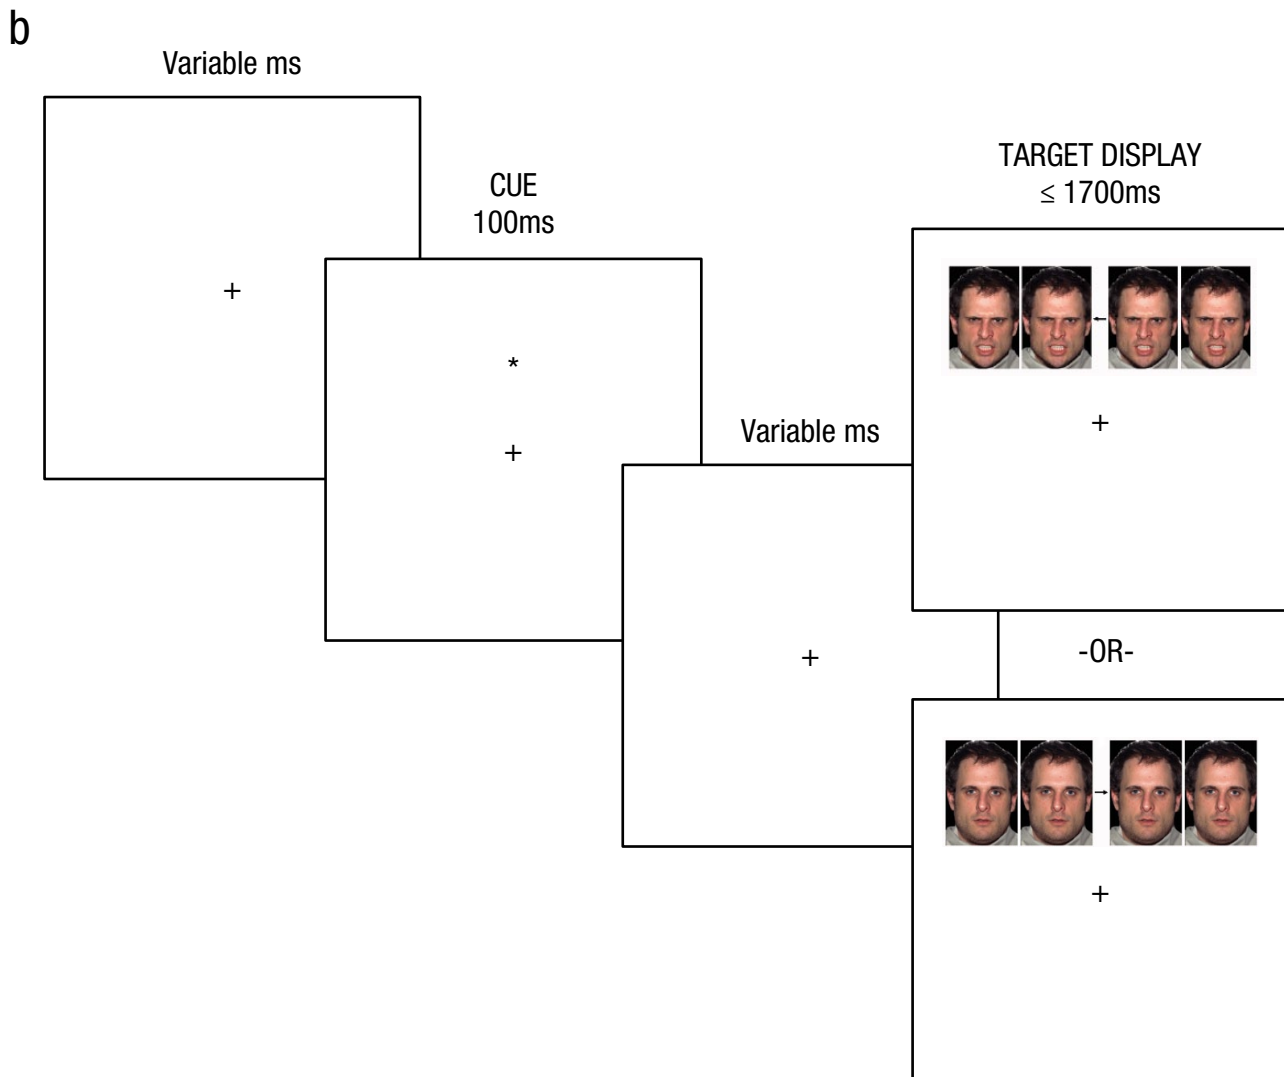 b
Variable ms
+
CUE
100ms
*
+
Variable ms
+
TARGET DISPLAY
≤ 1700ms
←
+
-OR-
→
+